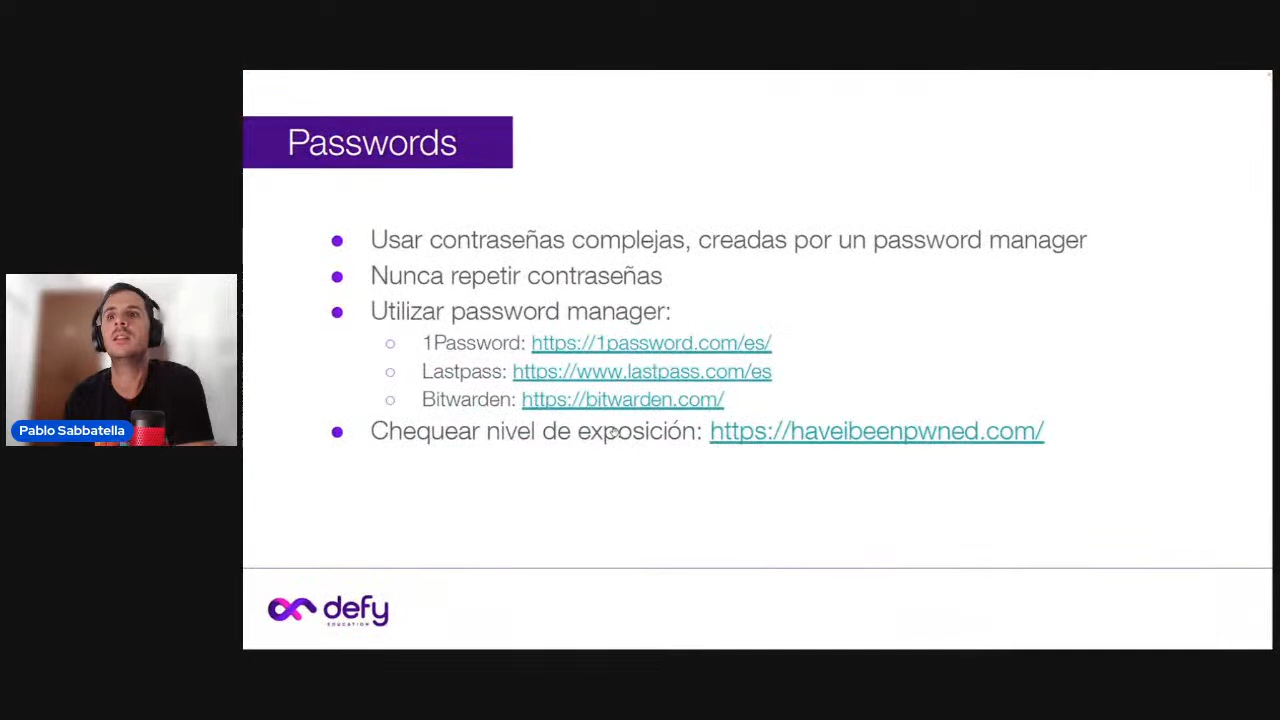 Passwords
Usar contraseñas complejas, creadas por un password manager
Nunca repetir contraseñas
Utilizar password manager:
1Password: https://1password.com/es/
Lastpass: https://www.lastpass.com/es
Bitwarden: https://bitwarden.com/
Chequear nivel de exposición: https://haveibeenpwned.com/
Pablo Sabbatella
defy
EDUCATION